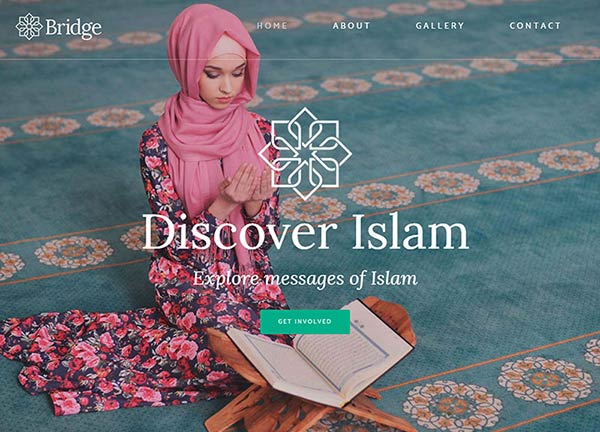 Bridge
HOME ABOUT GALLERY CONTACT
Discover Islam
Explore messages of Islam
GET INVOLVED